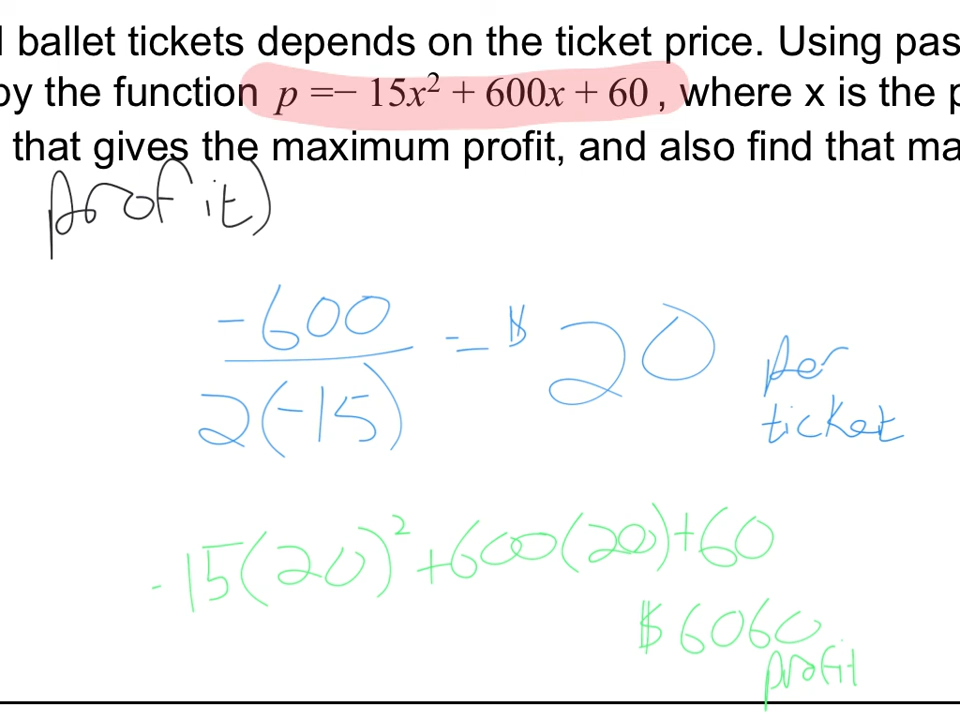 ballet tickets depends on the ticket price. Using pas
by the function p =− 15x² + 600x + 60 , where x is the p
that gives the maximum profit, and also find that ma
profit)
-600
= $ 20 per
2(-15) ticket
-15(20)²+600(20)+60
$6060
profit